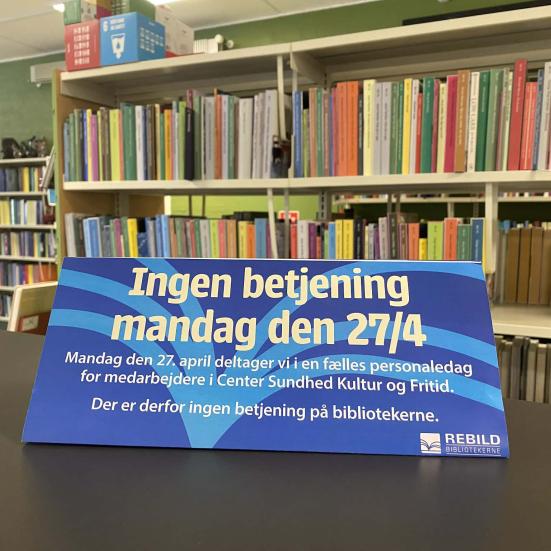 Ingen betjening
mandag den 27/4
Mandag den 27. april deltager vi i en fælles personaledag
for medarbejdere i Center Sundhed Kultur og Fritid.
Der er derfor ingen betjening på bibliotekerne.
REBILD
BIBLIOTEKERNE